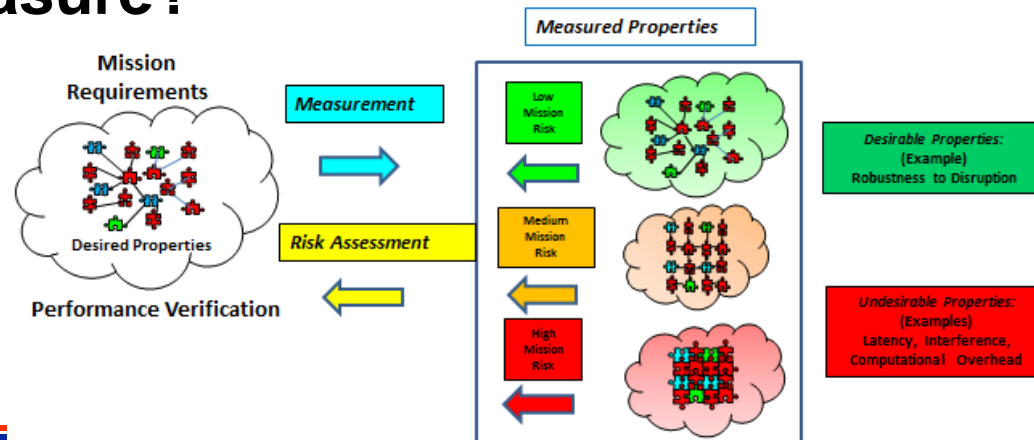 Measured Properties
Mission
Requirements
Desired Properties
Performance Verification
Measurement
Risk Assessment
Low
Mission
Risk
Medium
Mission
Risk
High
Mission
Risk
Desirable Properties:
(Example)
Robustness to Disruption
Undesirable Properties:
(Examples)
Latency, Interference,
Computational Overhead